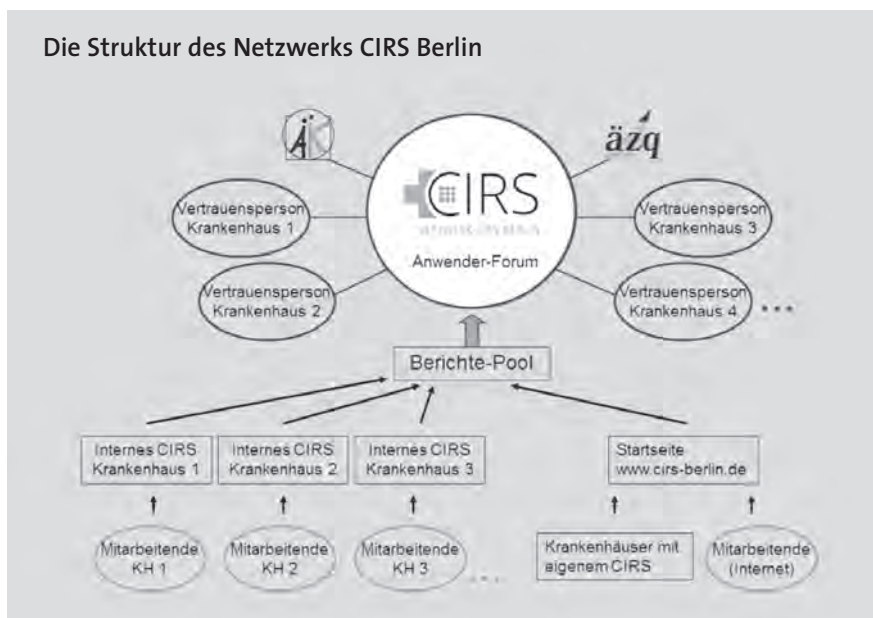 Die Struktur des Netzwerks CIRS Berlin
ÄK
äzq
CIRS
Anwender-Forum
Vertrauensperson
Krankenhaus 1
Vertrauensperson
Krankenhaus 3
Vertrauensperson
Krankenhaus 2
Vertrauensperson
Krankenhaus 4
...
Berichte-Pool
Internes CIRS
Krankenhaus 1
Internes CIRS
Krankenhaus 2
Internes CIRS
Krankenhaus 3
Startseite
www.cirs-berlin.de
Mitarbeitende
KH 1
Mitarbeitende
KH 2
Mitarbeitende
KH 3
...
Krankenhäuser mit
eigenem CIRS
Mitarbeitende
(Internet)